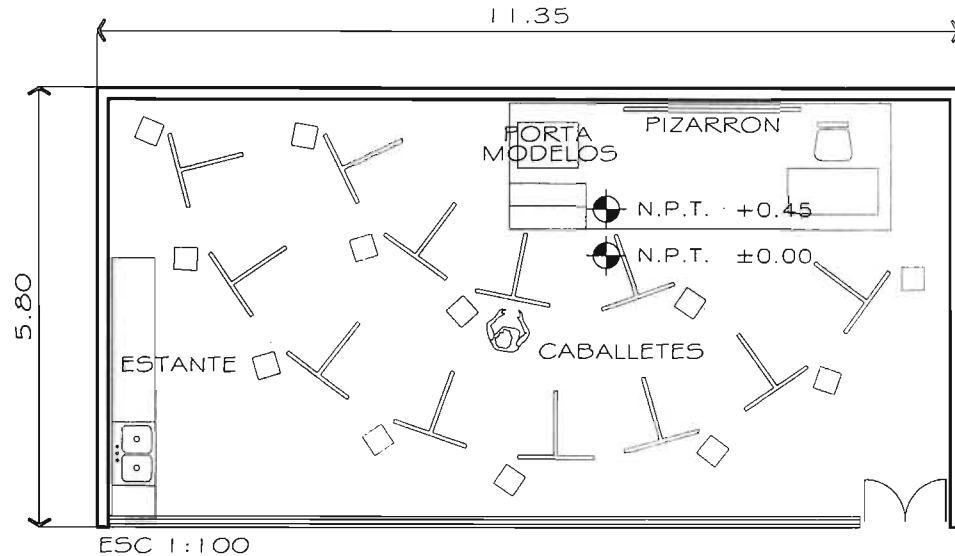 11.35
PIZARRON
PORTA
MODELOS
N.P.T. +0.45
N.P.T. ±0.00
5.80
ESTANTE
CABALLETES
ESC 1:100